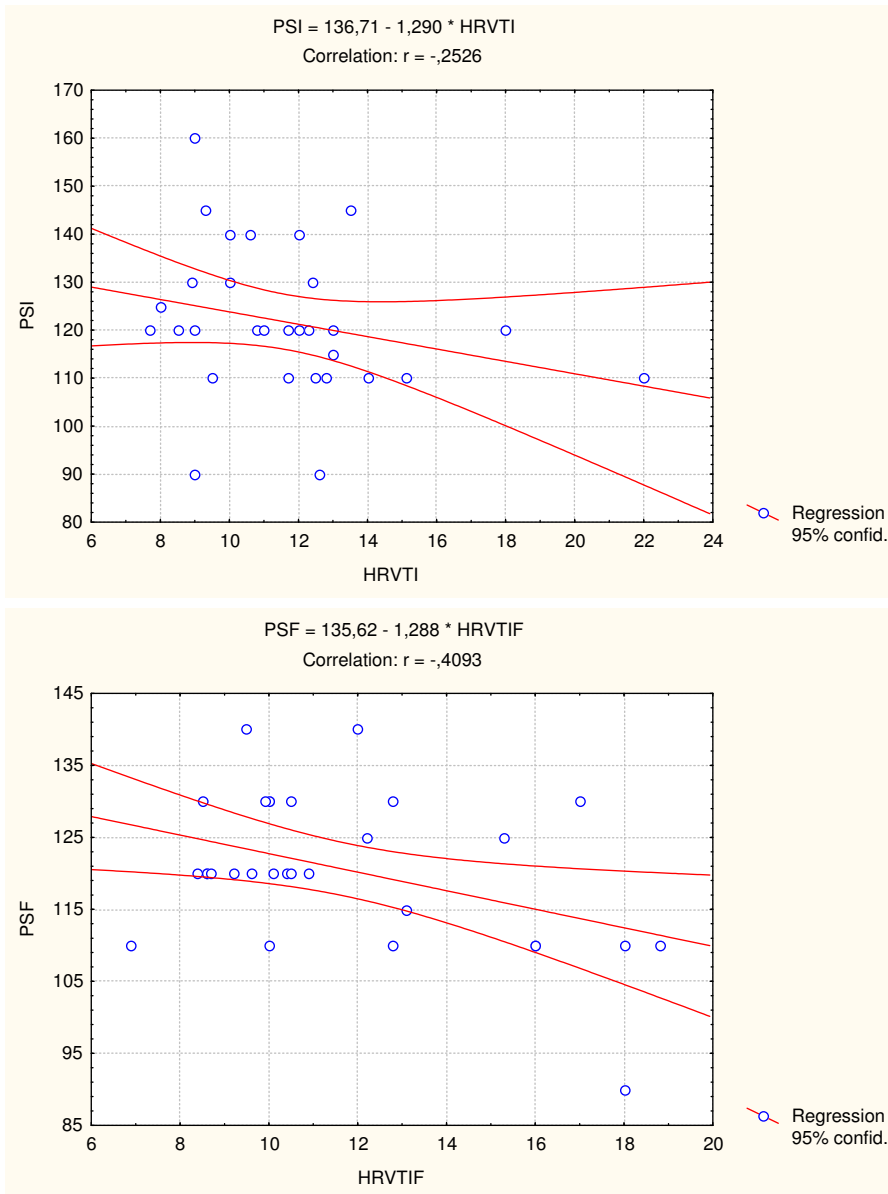 PSI = 136,71 - 1,290 * HRVTI
Correlation: r = -,2526
170
160
150
140
130
120
110
100
90
80
PSI
6 8 10 12 14 16 18 20 22 24
HRVTI
Regression
95% confid.
PSF = 135,62 - 1,288 * HRVTIF
Correlation: r = -,4093
145
135
125
115
105
95
85
PSF
6 8 10 12 14 16 18 20
HRVTIF
Regression
95% confid.